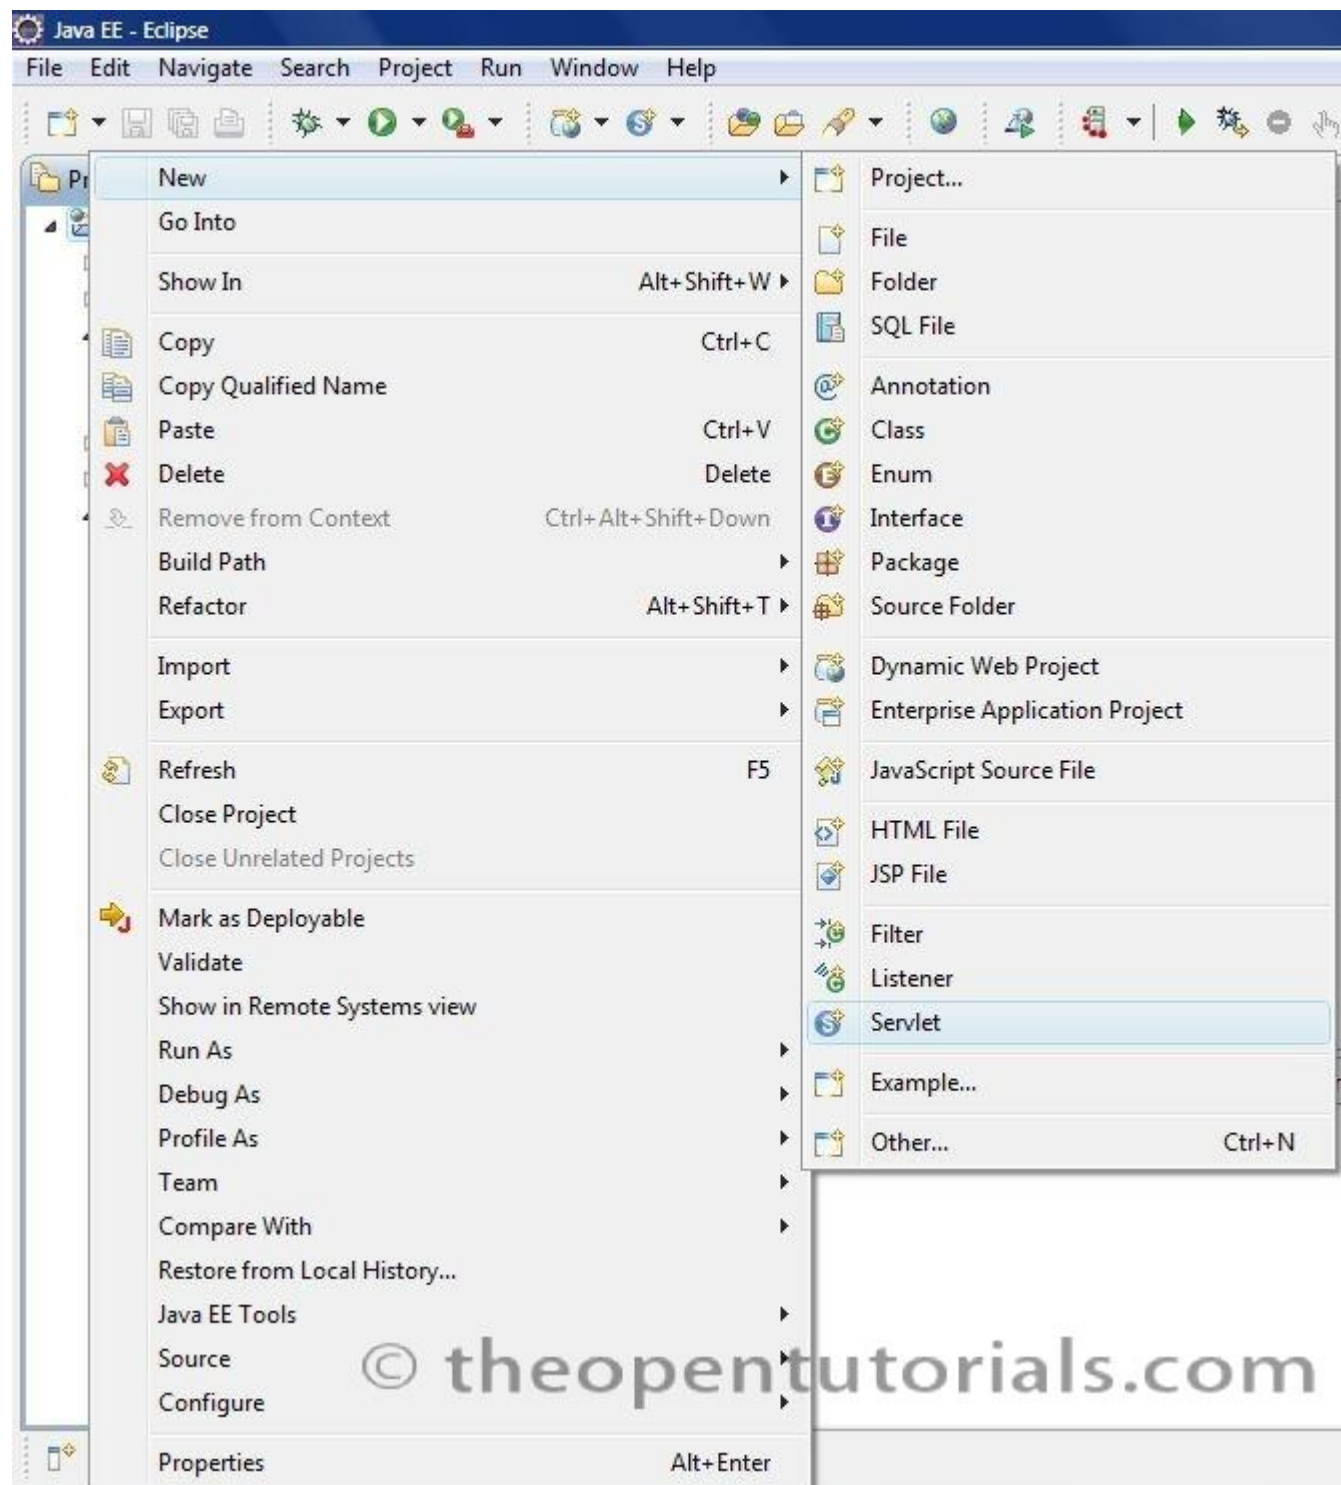 Java EE - Eclipse
File Edit Navigate Search Project Run Window Help
New
Go Into
Show In Alt+Shift+W
Copy Ctrl+C
Copy Qualified Name
Paste Ctrl+V
Delete Delete
Remove from Context Ctrl+Alt+Shift+Down
Build Path
Refactor Alt+Shift+T
Import
Export
Refresh F5
Close Project
Close Unrelated Projects
Mark as Deployable
Validate
Show in Remote Systems view
Run As
Debug As
Profile As
Team
Compare With
Restore from Local History...
Java EE Tools
Source
Configure
Properties Alt+Enter
Project...
File
Folder
SQL File
Annotation
Class
Enum
Interface
Package
Source Folder
Dynamic Web Project
Enterprise Application Project
JavaScript Source File
HTML File
JSP File
Filter
Listener
Servlet
Example...
Other... Ctrl+N
© theopentutorials.com